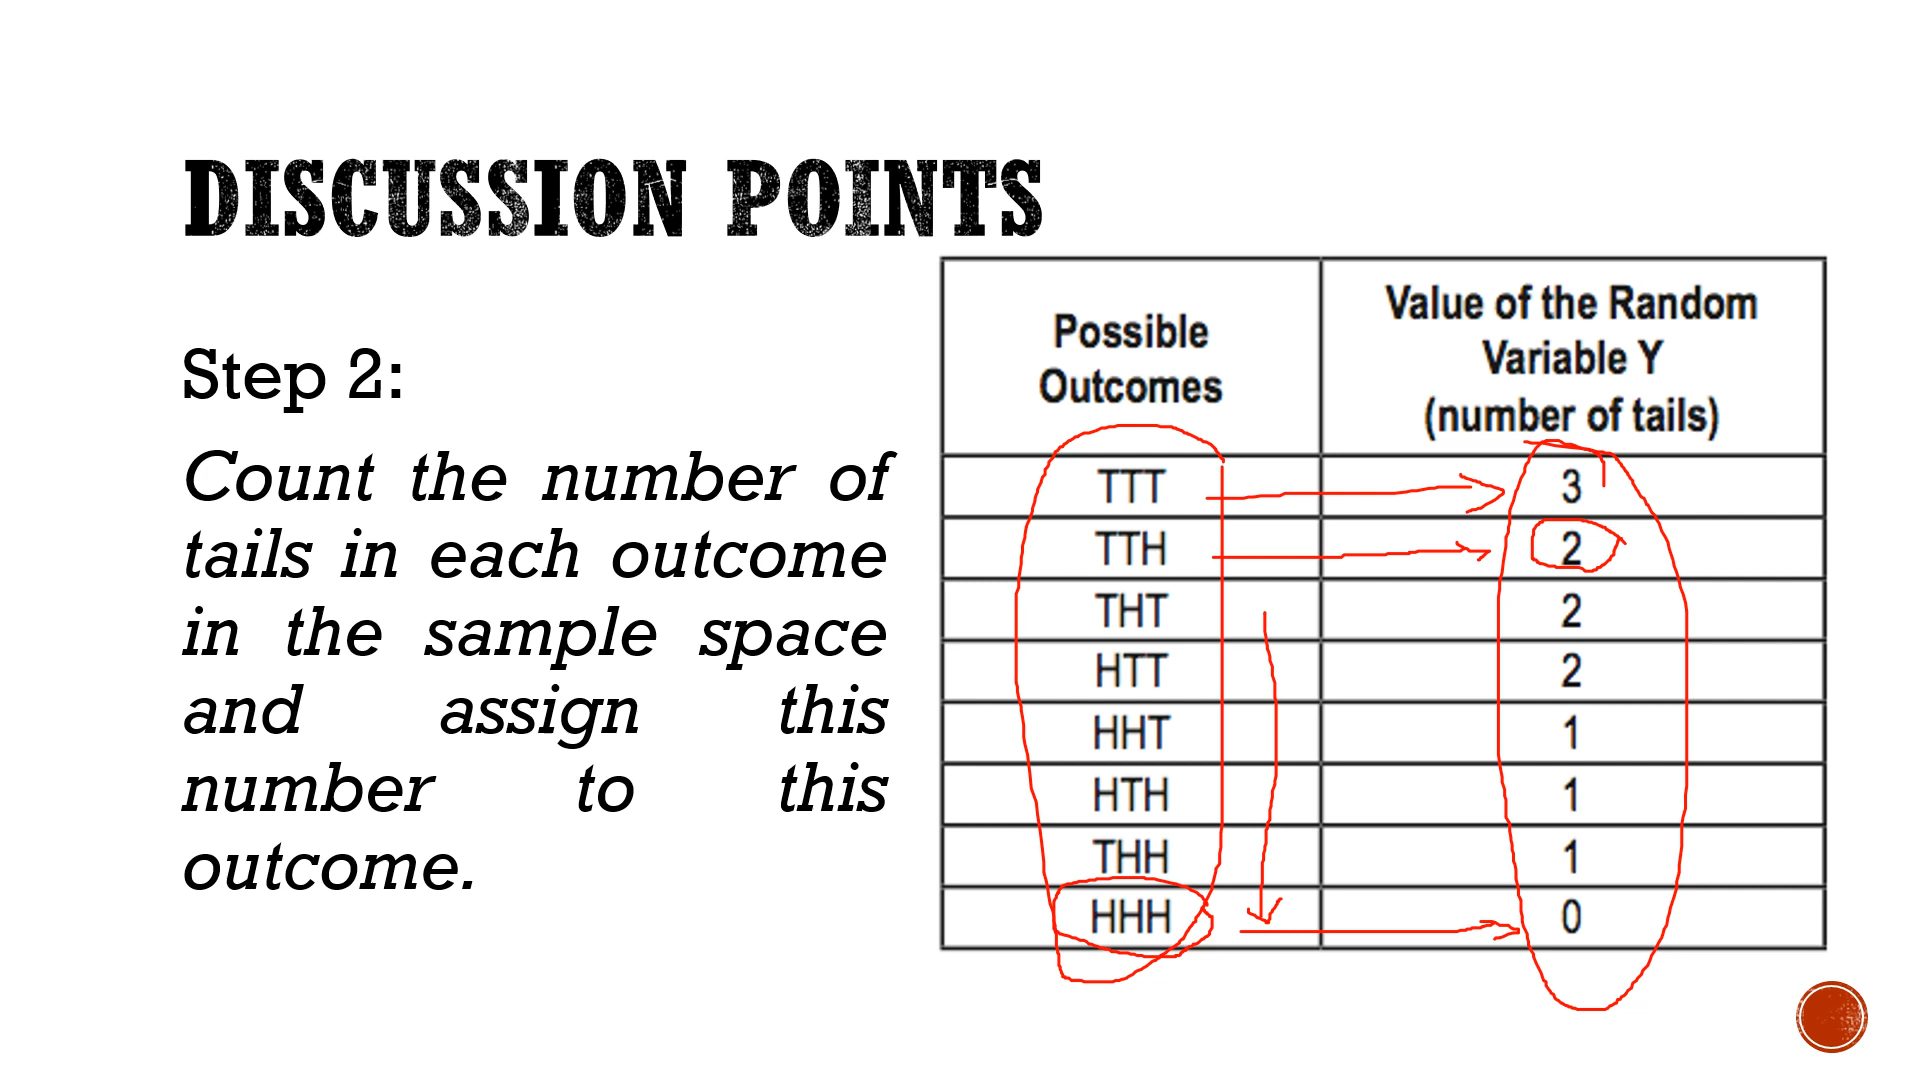 DISCUSSION POINTS
Step 2:
Count the number of
tails in each outcome
in the sample space
and assign this
number to this
outcome.
Possible
Outcomes
Value of the Random
Variable Y
(number of tails)
TTT 3
TTH 2
THT 2
HTT 2
HHT 1
HTH 1
THH 1
HHH 0